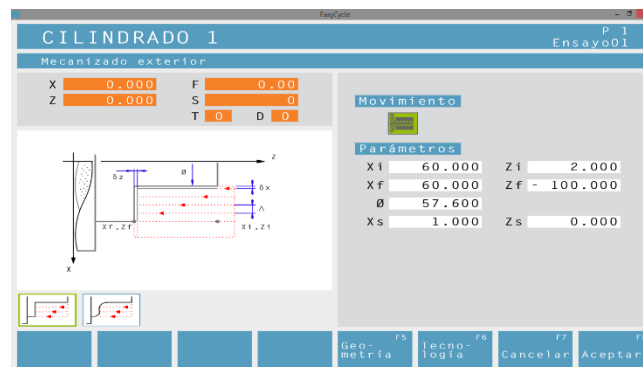 EasyCycle
CILINDRADO 1
P 1
Ensayo01
Mecanizado exterior
X 0.000 F 0.00
Z 0.000 S 0
T 0 D 0
Movimiento
Parámetros
Xi 60.000 Zi 2.000
Xf 60.000 Zf - 100.000
Ø 57.600
Xs 1.000 Zs 0.000
Z
δz
Ø
δx
Δ
Xf,Zf
Xi,Zi
X
F5
Geo-
metría
F6
Tecno-
logía
F7
Cancelar
Aceptar